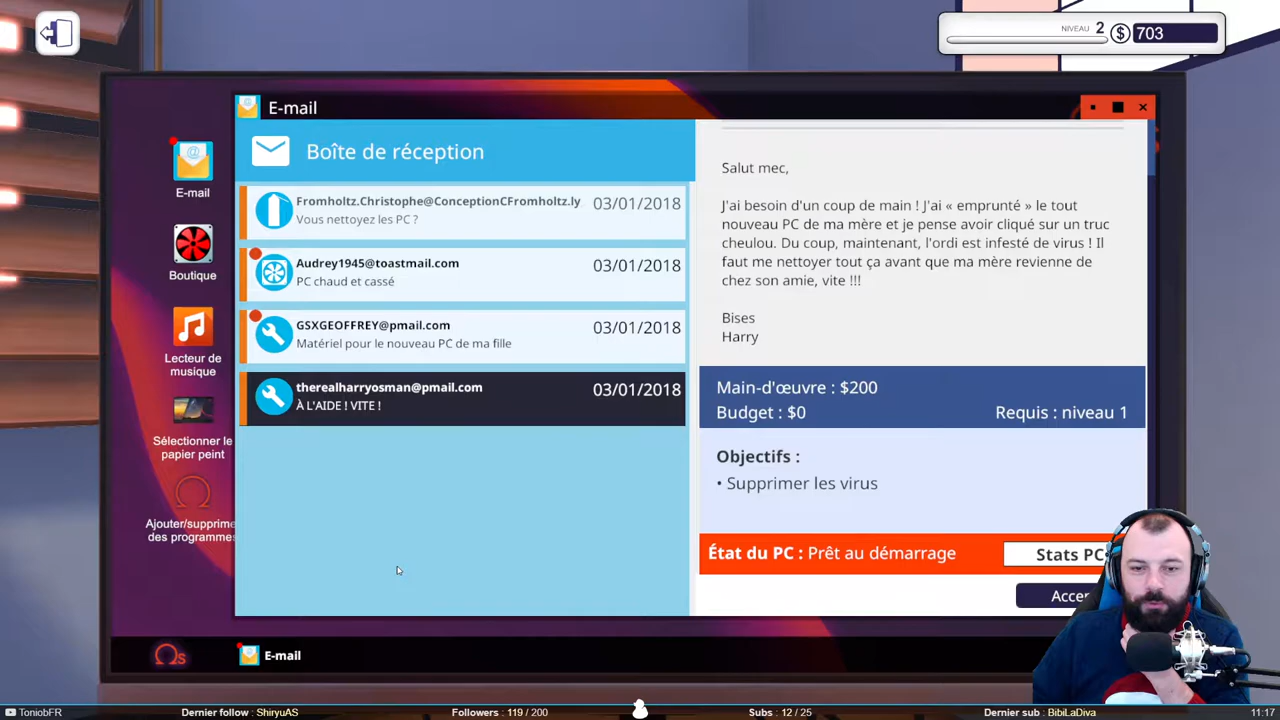 NIVEAU 2 $ 703
E-mail
Boîte de réception
Fromholtz.Christophe@ConceptionCFromholtz.ly 03/01/2018
Vous nettoyez les PC ?
Audrey1945@toastmail.com 03/01/2018
PC chaud et cassé
GSXGEOFFREY@pmail.com 03/01/2018
Matériel pour le nouveau PC de ma fille
therealharryosman@pmail.com 03/01/2018
À L'AIDE ! VITE !
Salut mec,
J'ai besoin d'un coup de main ! J'ai « emprunté » le tout
nouveau PC de ma mère et je pense avoir cliqué sur un truc
cheulou. Du coup, maintenant, l'ordi est infesté de virus ! Il
faut me nettoyer tout ça avant que ma mère revienne de
chez son amie, vite !!!
Bises
Harry
Main-d'œuvre : $200
Budget : $0 Requis : niveau 1
Objectifs :
• Supprimer les virus
État du PC : Prêt au démarrage Stats PC
Accep
E-mail
Boutique
Lecteur de
musique
Sélectionner le
papier peint
Ajouter/supprime
des programmes
Ωs E-mail
ToniobFR Dernier follow : ShiryuAS Followers : 119 / 200 Subs : 12 / 25 Dernier sub : BibiLaDiva 11:17